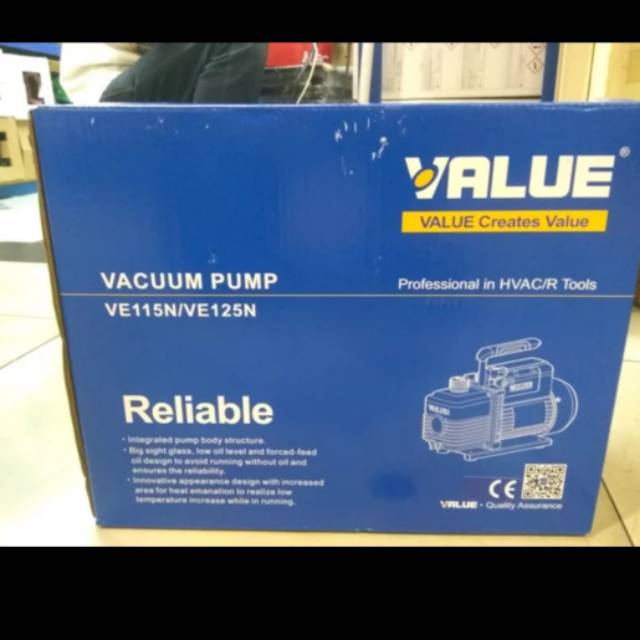 VALUE®
VALUE Creates Value
VACUUM PUMP
Professional in HVAC/R Tools
VE115N/VE125N
Reliable
· Integrated pump body structure.
· Big sight glass, low oil level and forced-feed
oil design to avoid running without oil and
ensures the reliability.
· Innovative appearance design with increased
area for heat emanation to realize low
temperature increase while in running.
VALUE
CE
VALUE · Quality Assurance